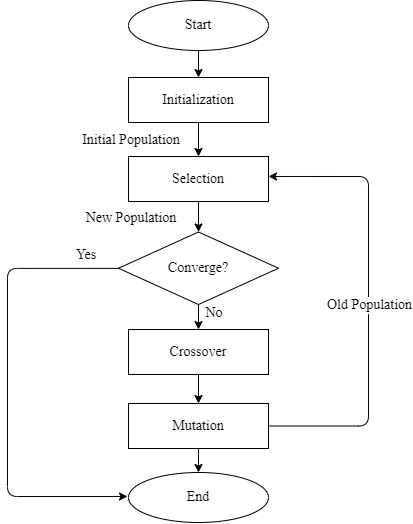 Start
Initialization
Initial Population
Selection
New Population
Yes
Converge?
No
Old Population
Crossover
Mutation
End